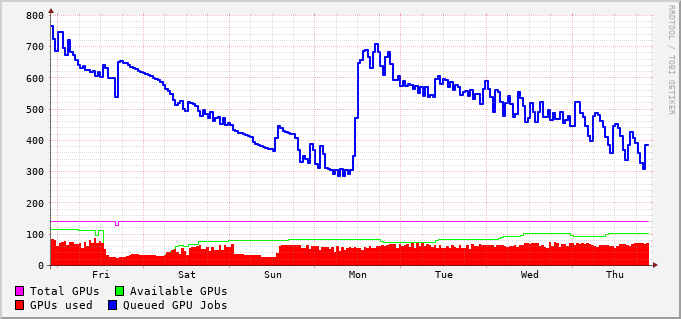 RRDTOOL / TOBI OETIKER
800
700
600
500
400
300
200
100
0
Fri Sat Sun Mon Tue Wed Thu
Total GPUs Available GPUs
GPUs used Queued GPU Jobs